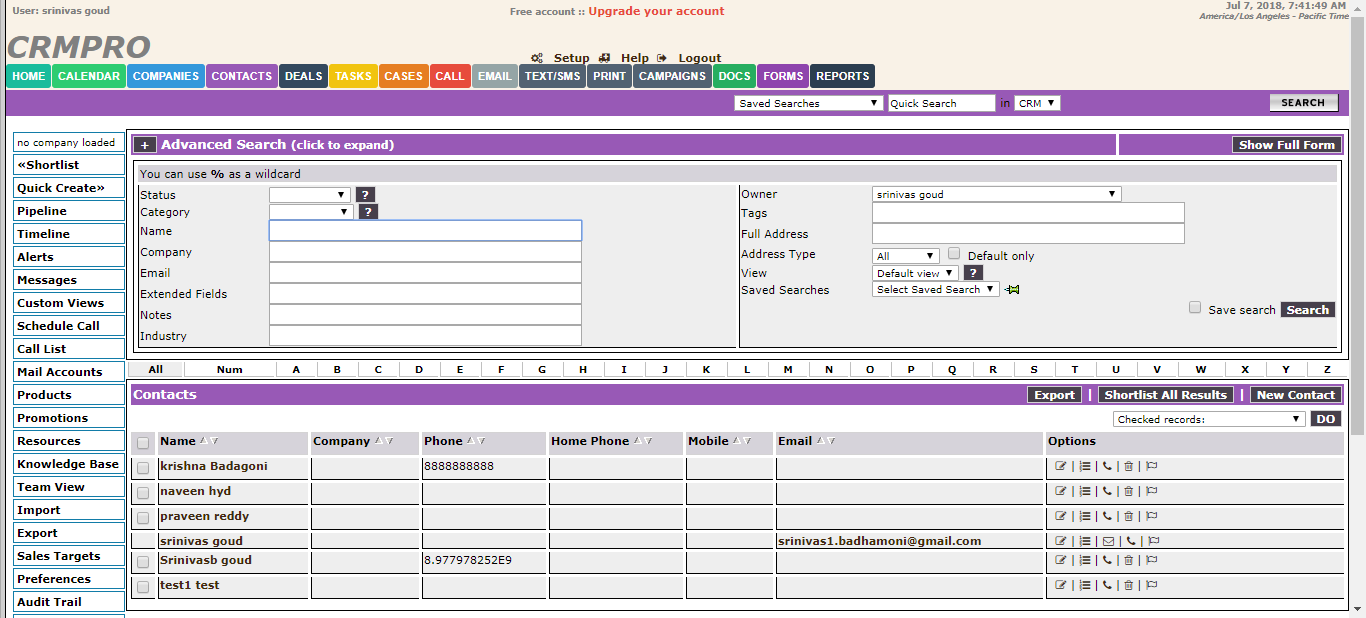 User: srinivas goud
Free account :: Upgrade your account
Jul 7, 2018, 7:41:49 AM
America/Los Angeles - Pacific Time
CRMPRO
Setup Help Logout
HOME CALENDAR COMPANIES CONTACTS DEALS TASKS CASES CALL EMAIL TEXT/SMS PRINT CAMPAIGNS DOCS FORMS REPORTS
Saved Searches Quick Search in CRM SEARCH
no company loaded
«Shortlist
Quick Create»
Pipeline
Timeline
Alerts
Messages
Custom Views
Schedule Call
Call List
Mail Accounts
Products
Promotions
Resources
Knowledge Base
Team View
Import
Export
Sales Targets
Preferences
Audit Trail
+ Advanced Search (click to expand) Show Full Form
You can use % as a wildcard
Status ?
Category ?
Name
Company
Email
Extended Fields
Notes
Industry
Owner srinivas goud
Tags
Full Address
Address Type All Default only
View Default view ?
Saved Searches Select Saved Search
Save search Search
All Num A B C D E F G H I J K L M N O P Q R S T U V W X Y Z
Contacts Export | Shortlist All Results | New Contact
Checked records: DO
Name Company Phone Home Phone Mobile Email Options
krishna Badagoni 8888888888 | | | |
naveen hyd | | | |
praveen reddy | | | |
srinivas goud srinivas1.badhamoni@gmail.com | | | |
Srinivasb goud 8.977978252E9 | | | |
test1 test | | | |